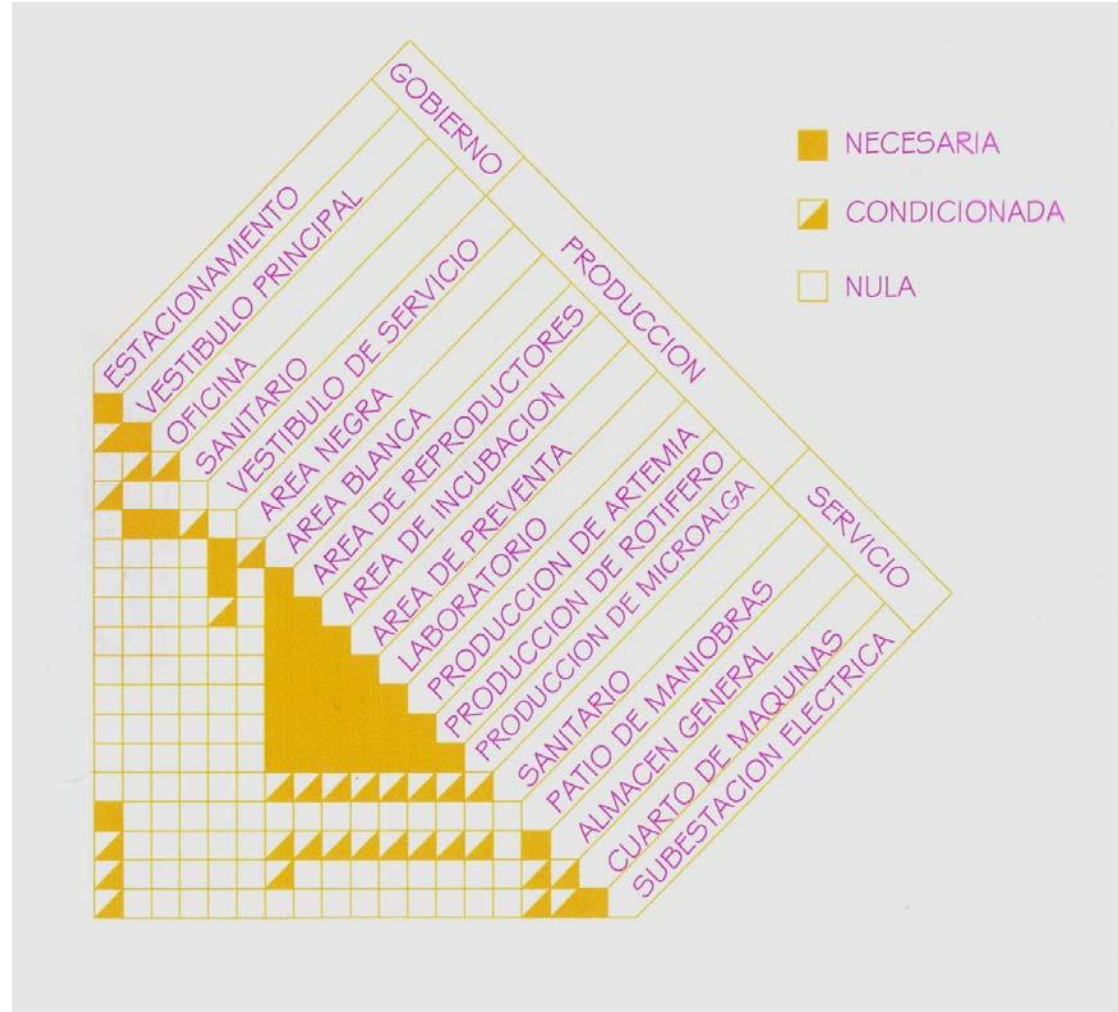 GOBIERNO
PRODUCCION
SERVICIO
NECESARIA
CONDICIONADA
NULA
ESTACIONAMIENTO
VESTIBULO PRINCIPAL
OFICINA
SANITARIO
VESTIBULO DE SERVICIO
AREA NEGRA
AREA BLANCA
AREA DE REPRODUCTORES
AREA DE INCUBACION
AREA DE PREVENTA
LABORATORIO
PRODUCCION DE ARTEMIA
PRODUCCION DE ROTIFERO
PRODUCCION DE MICROALGA
SANITARIO
PATIO DE MANIOBRAS
ALMACEN GENERAL
CUARTO DE MAQUINAS
SUBESTACION ELECTRICA